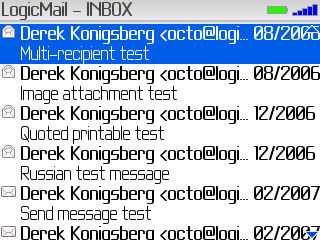 LogicMail – INBOX
Derek Konigsberg <octo@logi... 08/2006
Multi-recipient test
Derek Konigsberg <octo@logi... 08/2006
Image attachment test
Derek Konigsberg <octo@logi... 12/2006
Quoted printable test
Derek Konigsberg <octo@logi... 12/2006
Russian test message
Derek Konigsberg <octo@logi... 02/2007
Send message test
Derek Konigsberg <octo@logi... 02/2007